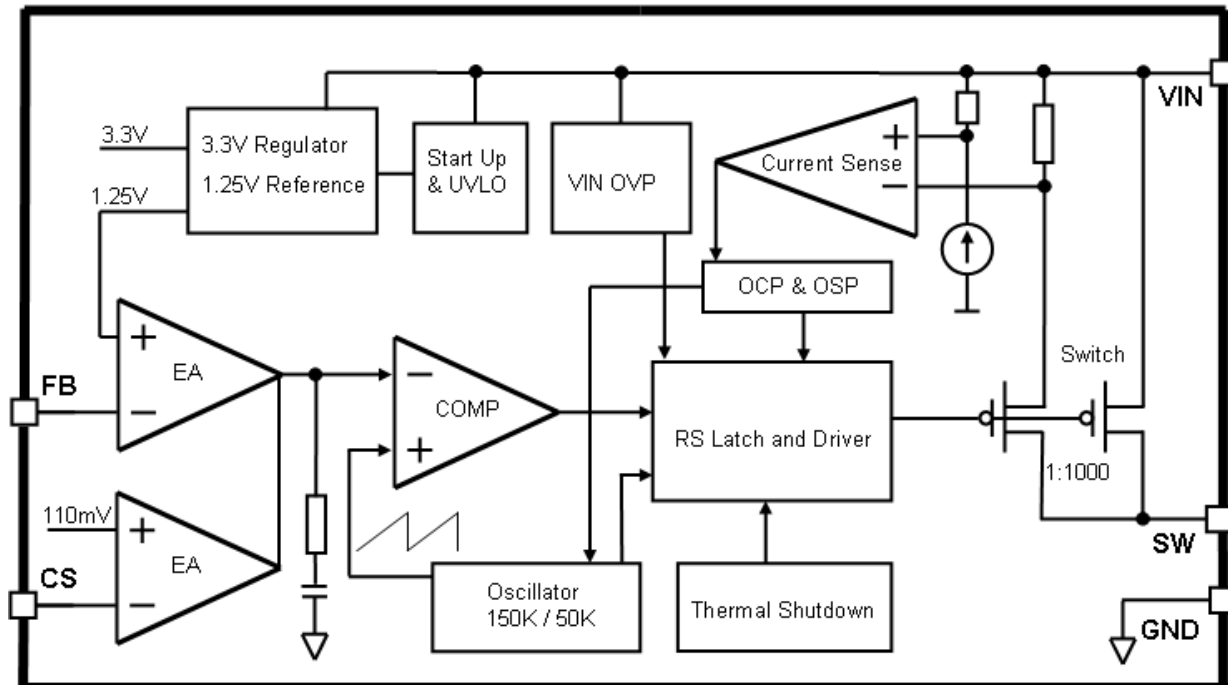 VIN
3.3V
3.3V Regulator
1.25V Reference
1.25V
Start Up
& UVLO
VIN OVP
+
Current Sense
−
OCP & OSP
+
EA
−
FB
−
COMP
+
RS Latch and Driver
Switch
1:1000
110mV
+
EA
−
CS
Oscillator
150K / 50K
Thermal Shutdown
SW
GND